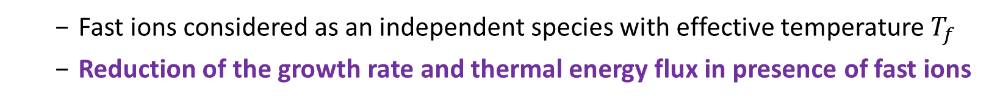 – Fast ions considered as an independent species with effective temperature $T_f$
– Reduction of the growth rate and thermal energy flux in presence of fast ions